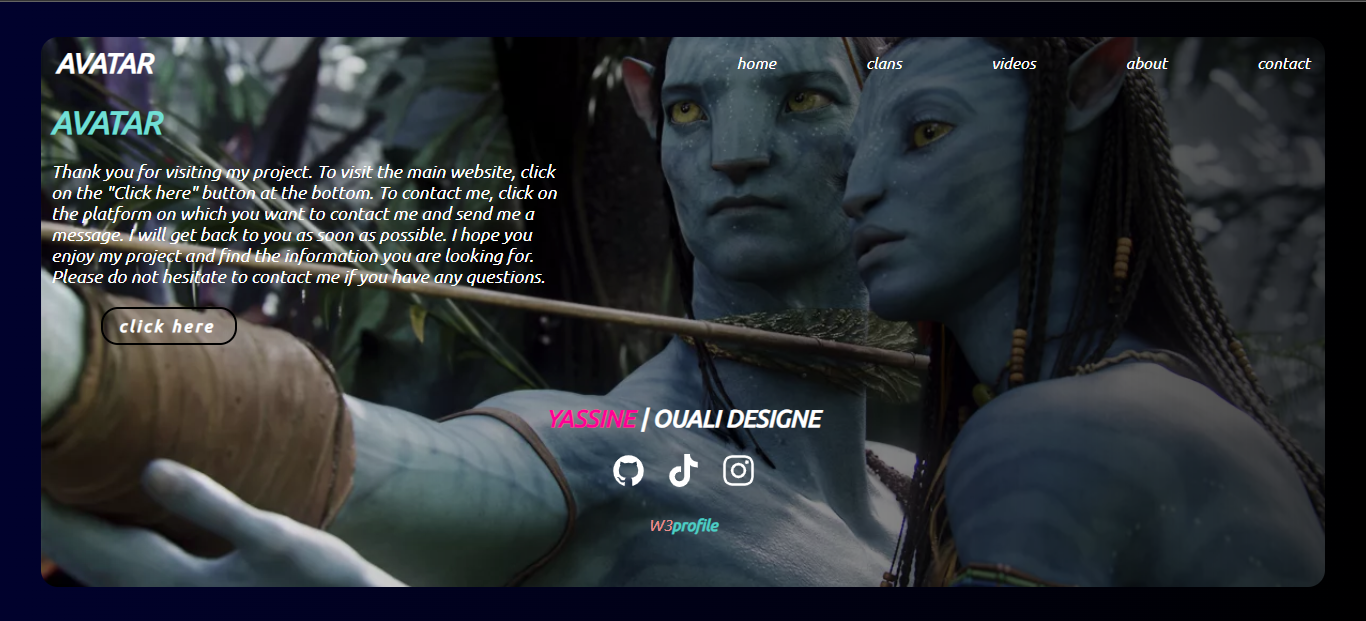 AVATAR
home clans videos about contact
AVATAR
Thank you for visiting my project. To visit the main website, click
on the "Click here" button at the bottom. To contact me, click on
the platform on which you want to contact me and send me a
message. I will get back to you as soon as possible. I hope you
enjoy my project and find the information you are looking for.
Please do not hesitate to contact me if you have any questions.
click here
YASSINE | OUALI DESIGNE
W3profile